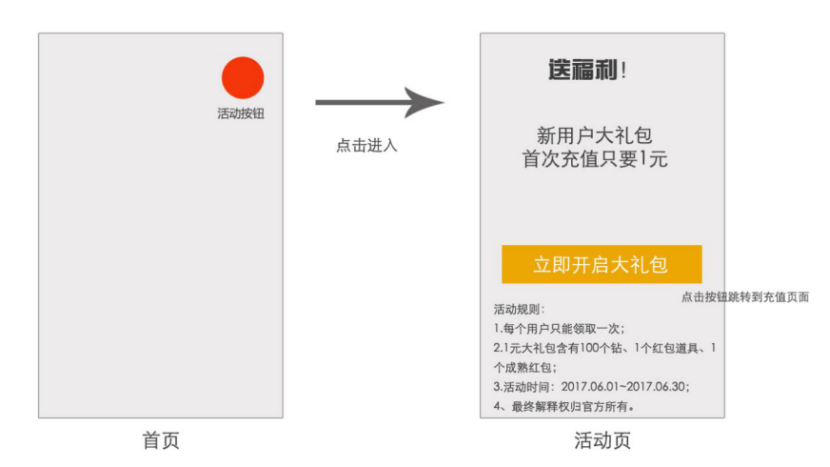 活动按钮
点击进入
首页
送福利！
新用户大礼包
首次充值只要1元
立即开启大礼包
点击按钮跳转到充值页面
活动规则：
1.每个用户只能领取一次；
2.1元大礼包含有100个钻、1个红包道具、1
个成熟红包；
3.活动时间：2017.06.01~2017.06.30；
4、最终解释权归官方所有。
活动页